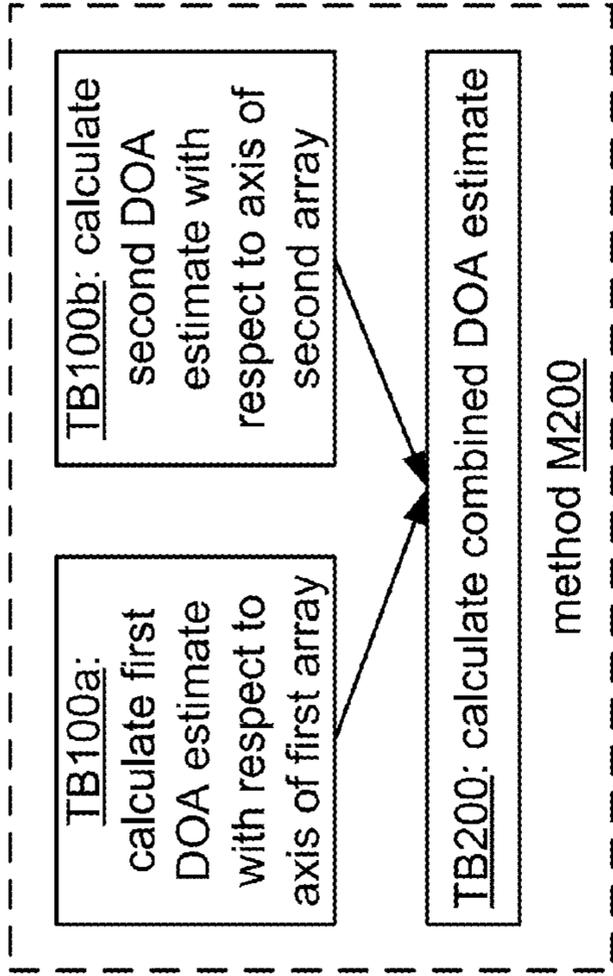 TB100a:
calculate first
DOA estimate
with respect to
axis of first array
TB100b: calculate
second DOA
estimate with
respect to axis of
second array
TB200: calculate combined DOA estimate
method M200